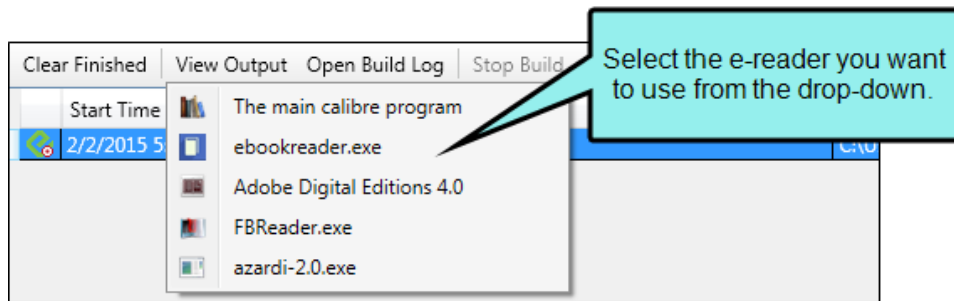 Clear Finished View Output Open Build Log Stop Build
Select the e-reader you want
to use from the drop-down.
Start Time
The main calibre program
2/2/2015 5:
ebookreader.exe
C:\U
Adobe Digital Editions 4.0
FBReader.exe
azardi-2.0.exe